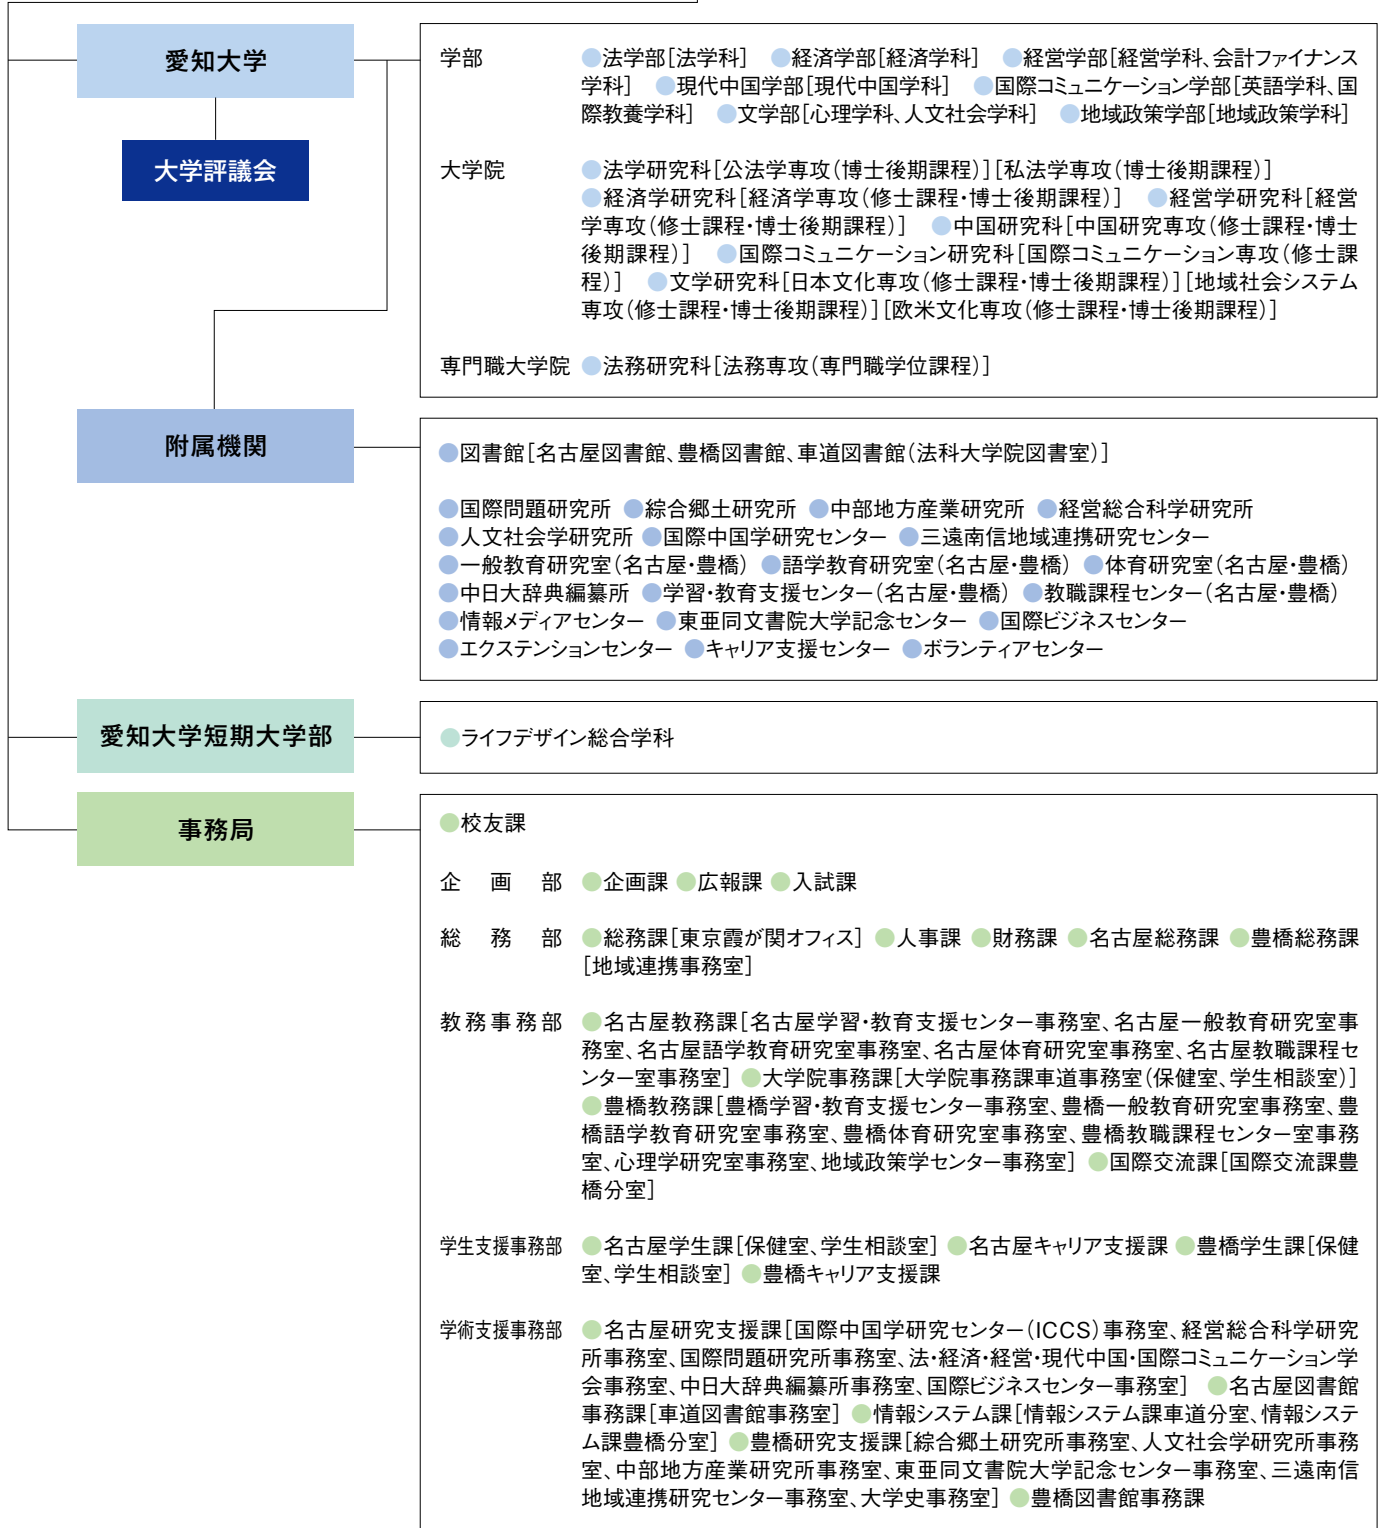 愛知大学
大学評議会
学部 ●法学部[法学科] ●経済学部[経済学科] ●経営学部[経営学科、会計ファイナンス
学科] ●現代中国学部[現代中国学科] ●国際コミュニケーション学部[英語学科、国
際教養学科] ●文学部[心理学科、人文社会学科] ●地域政策学部[地域政策学科]
大学院 ●法学研究科[公法学専攻(博士後期課程)][私法学専攻(博士後期課程)]
●経済学研究科[経済学専攻(修士課程・博士後期課程)] ●経営学研究科[経営
学専攻(修士課程・博士後期課程)] ●中国研究科[中国研究専攻(修士課程・博士
後期課程)] ●国際コミュニケーション研究科[国際コミュニケーション専攻(修士課
程)] ●文学研究科[日本文化専攻(修士課程・博士後期課程)][地域社会システム
専攻(修士課程・博士後期課程)][欧米文化専攻(修士課程・博士後期課程)]
専門職大学院 ●法務研究科[法務専攻(専門職学位課程)]
附属機関
●図書館[名古屋図書館、豊橋図書館、車道図書館(法科大学院図書室)]
●国際問題研究所 ●綜合郷土研究所 ●中部地方産業研究所 ●経営総合科学研究所
●人文社会学研究所 ●国際中国学研究センター ●三遠南信地域連携研究センター
●一般教育研究室(名古屋・豊橋) ●語学教育研究室(名古屋・豊橋) ●体育研究室(名古屋・豊橋)
●中日大辞典編纂所 ●学習・教育支援センター(名古屋・豊橋) ●教職課程センター(名古屋・豊橋)
●情報メディアセンター ●東亜同文書院大学記念センター ●国際ビジネスセンター
●エクステンションセンター ●キャリア支援センター ●ボランティアセンター
愛知大学短期大学部
●ライフデザイン総合学科
事務局
●校友課
企画部 ●企画課 ●広報課 ●入試課
総務部 ●総務課[東京霞が関オフィス] ●人事課 ●財務課 ●名古屋総務課 ●豊橋総務課
[地域連携事務室]
教務事務部 ●名古屋教務課[名古屋学習・教育支援センター事務室、名古屋一般教育研究室事
務室、名古屋語学教育研究室事務室、名古屋体育研究室事務室、名古屋教職課程セ
ンター室事務室] ●大学院事務課[大学院事務課車道事務室(保健室、学生相談室)]
●豊橋教務課[豊橋学習・教育支援センター事務室、豊橋一般教育研究室事務室、豊
橋語学教育研究室事務室、豊橋体育研究室事務室、豊橋教職課程センター室事務
室、心理学研究室事務室、地域政策学センター事務室] ●国際交流課[国際交流課豊
橋分室]
学生支援事務部 ●名古屋学生課[保健室、学生相談室] ●名古屋キャリア支援課 ●豊橋学生課[保健
室、学生相談室] ●豊橋キャリア支援課
学術支援事務部 ●名古屋研究支援課[国際中国学研究センター(ICCS)事務室、経営総合科学研究
所事務室、国際問題研究所事務室、法・経済・経営・現代中国・国際コミュニケーション学
会事務室、中日大辞典編纂所事務室、国際ビジネスセンター事務室] ●名古屋図書館
事務課[車道図書館事務室] ●情報システム課[情報システム課車道分室、情報システ
ム課豊橋分室] ●豊橋研究支援課[綜合郷土研究所事務室、人文社会学研究所事務
室、中部地方産業研究所事務室、東亜同文書院大学記念センター事務室、三遠南信
地域連携研究センター事務室、大学史事務室] ●豊橋図書館事務課